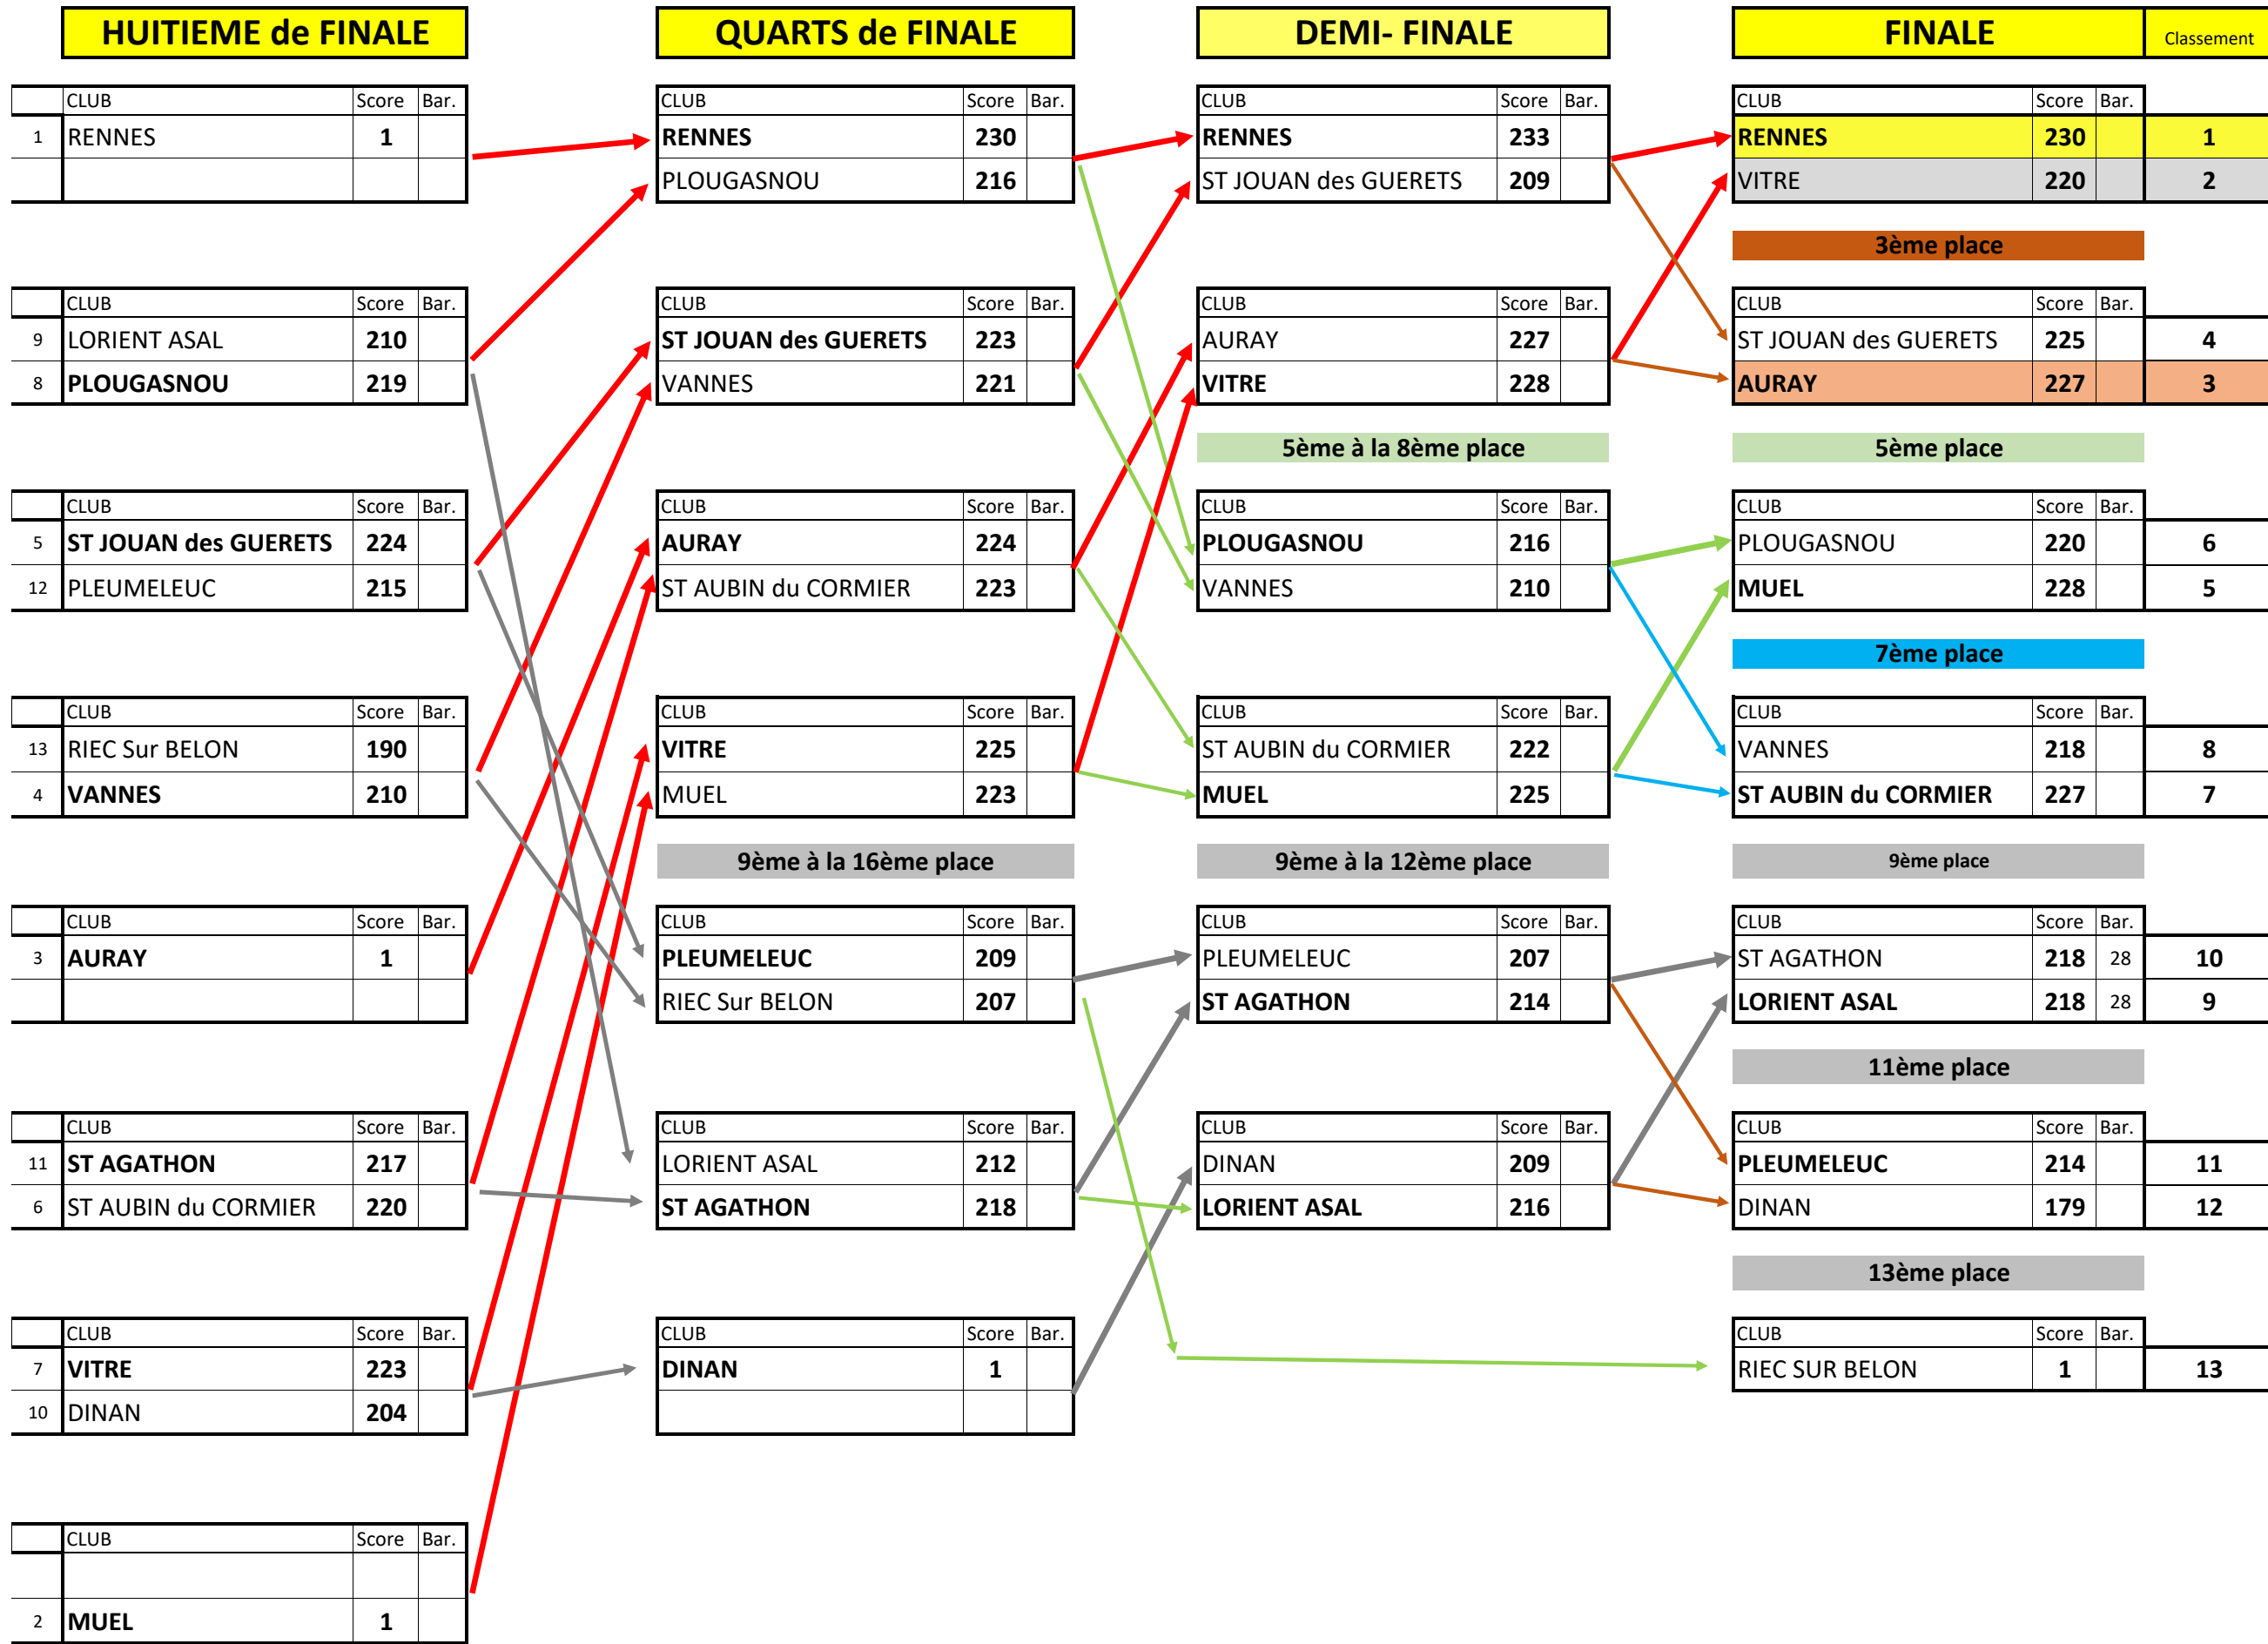 HUITIEME de FINALE QUARTS de FINALE DEMI- FINALE FINALE Classement
CLUB Score Bar. CLUB Score Bar. CLUB Score Bar. CLUB Score Bar.
1 RENNES 1 RENNES 230 RENNES 233 RENNES 230 1
PLOUGASNOU 216 ST JOUAN des GUERETS 209 VITRE 220 2
3ème place
CLUB Score Bar. CLUB Score Bar. CLUB Score Bar. CLUB Score Bar.
9 LORIENT ASAL 210 ST JOUAN des GUERETS 223 AURAY 227 ST JOUAN des GUERETS 225 4
8 PLOUGASNOU 219 VANNES 221 VITRE 228 AURAY 227 3
5ème à la 8ème place 5ème place
CLUB Score Bar. CLUB Score Bar. CLUB Score Bar. CLUB Score Bar.
5 ST JOUAN des GUERETS 224 AURAY 224 PLOUGASNOU 216 PLOUGASNOU 220 6
12 PLEUMELEUC 215 ST AUBIN du CORMIER 223 VANNES 210 MUEL 228 5
7ème place
CLUB Score Bar. CLUB Score Bar. CLUB Score Bar. CLUB Score Bar.
13 RIEC Sur BELON 190 VITRE 225 ST AUBIN du CORMIER 222 VANNES 218 8
4 VANNES 210 MUEL 223 MUEL 225 ST AUBIN du CORMIER 227 7
9ème à la 16ème place 9ème à la 12ème place 9ème place
CLUB Score Bar. CLUB Score Bar. CLUB Score Bar. CLUB Score Bar.
3 AURAY 1 PLEUMELEUC 209 PLEUMELEUC 207 ST AGATHON 218 28 10
RIEC Sur BELON 207 ST AGATHON 214 LORIENT ASAL 218 28 9
11ème place
CLUB Score Bar. CLUB Score Bar. CLUB Score Bar. CLUB Score Bar.
11 ST AGATHON 217 LORIENT ASAL 212 DINAN 209 PLEUMELEUC 214 11
6 ST AUBIN du CORMIER 220 ST AGATHON 218 LORIENT ASAL 216 DINAN 179 12
13ème place
CLUB Score Bar. CLUB Score Bar. CLUB Score Bar.
7 VITRE 223 DINAN 1 RIEC SUR BELON 1 13
10 DINAN 204
CLUB Score Bar.
2 MUEL 1